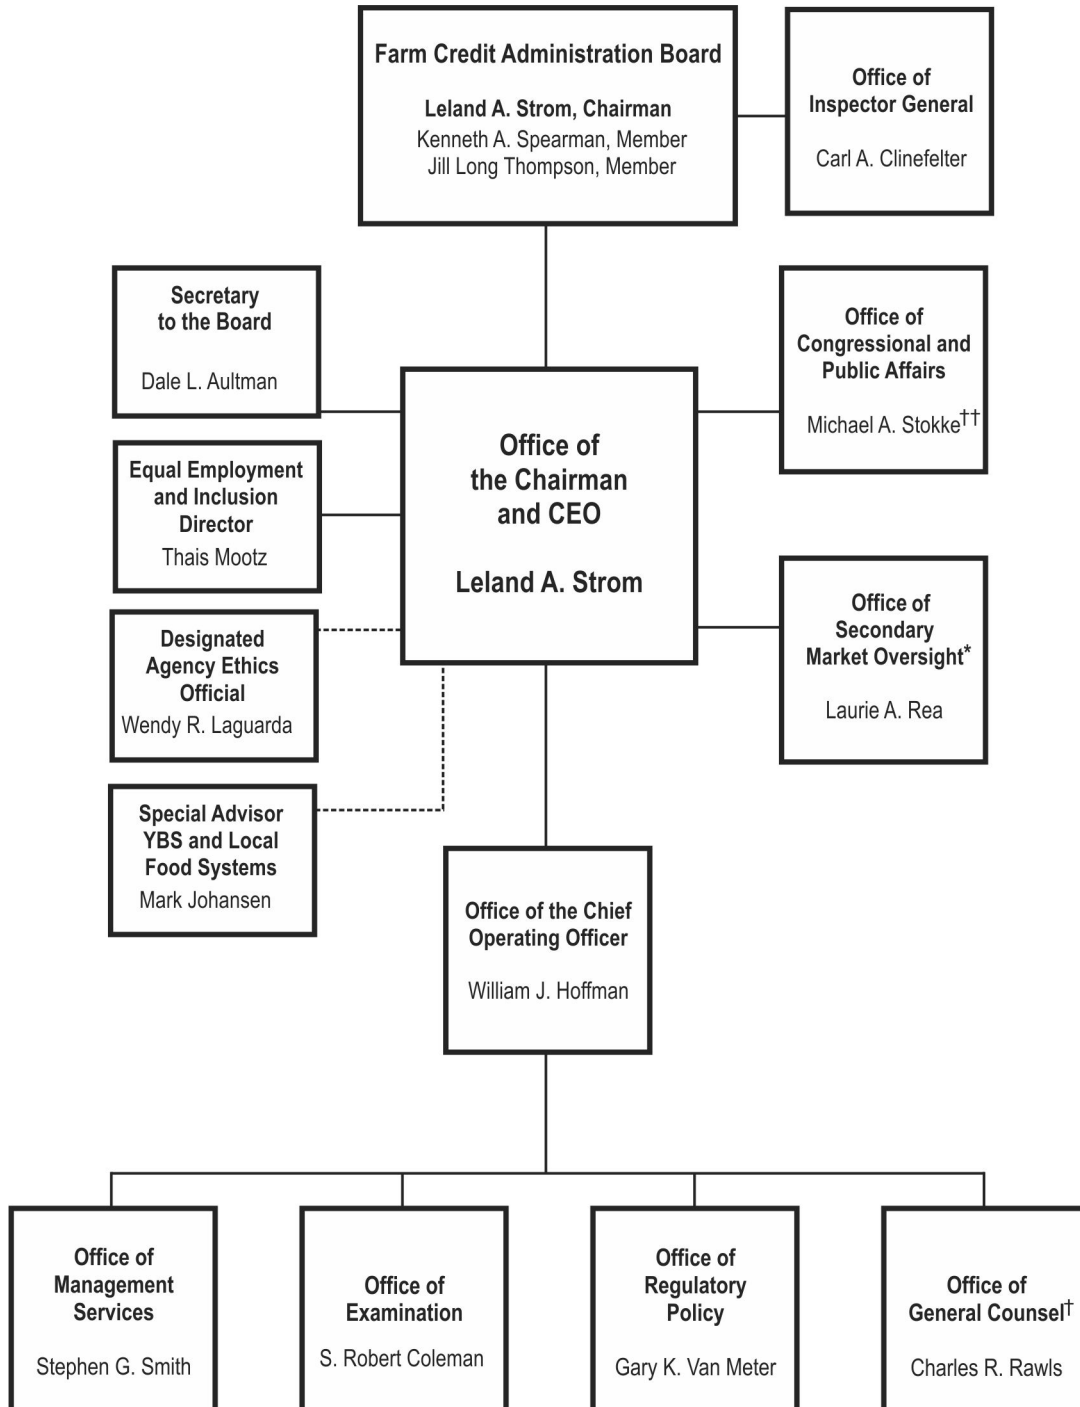 Farm Credit Administration Board
Leland A. Strom, Chairman
Kenneth A. Spearman, Member
Jill Long Thompson, Member
Office of
Inspector General
Carl A. Clinefelter
Secretary
to the Board
Dale L. Aultman
Office of
Congressional and
Public Affairs
Michael A. Stokke††
Equal Employment
and Inclusion
Director
Thais Mootz
Office of
the Chairman
and CEO
Leland A. Strom
Designated
Agency Ethics
Official
Wendy R. Laguarda
Office of
Secondary
Market Oversight*
Laurie A. Rea
Special Advisor
YBS and Local
Food Systems
Mark Johansen
Office of the Chief
Operating Officer
William J. Hoffman
Office of
Management
Services
Stephen G. Smith
Office of
Examination
S. Robert Coleman
Office of
Regulatory
Policy
Gary K. Van Meter
Office of
General Counsel†
Charles R. Rawls